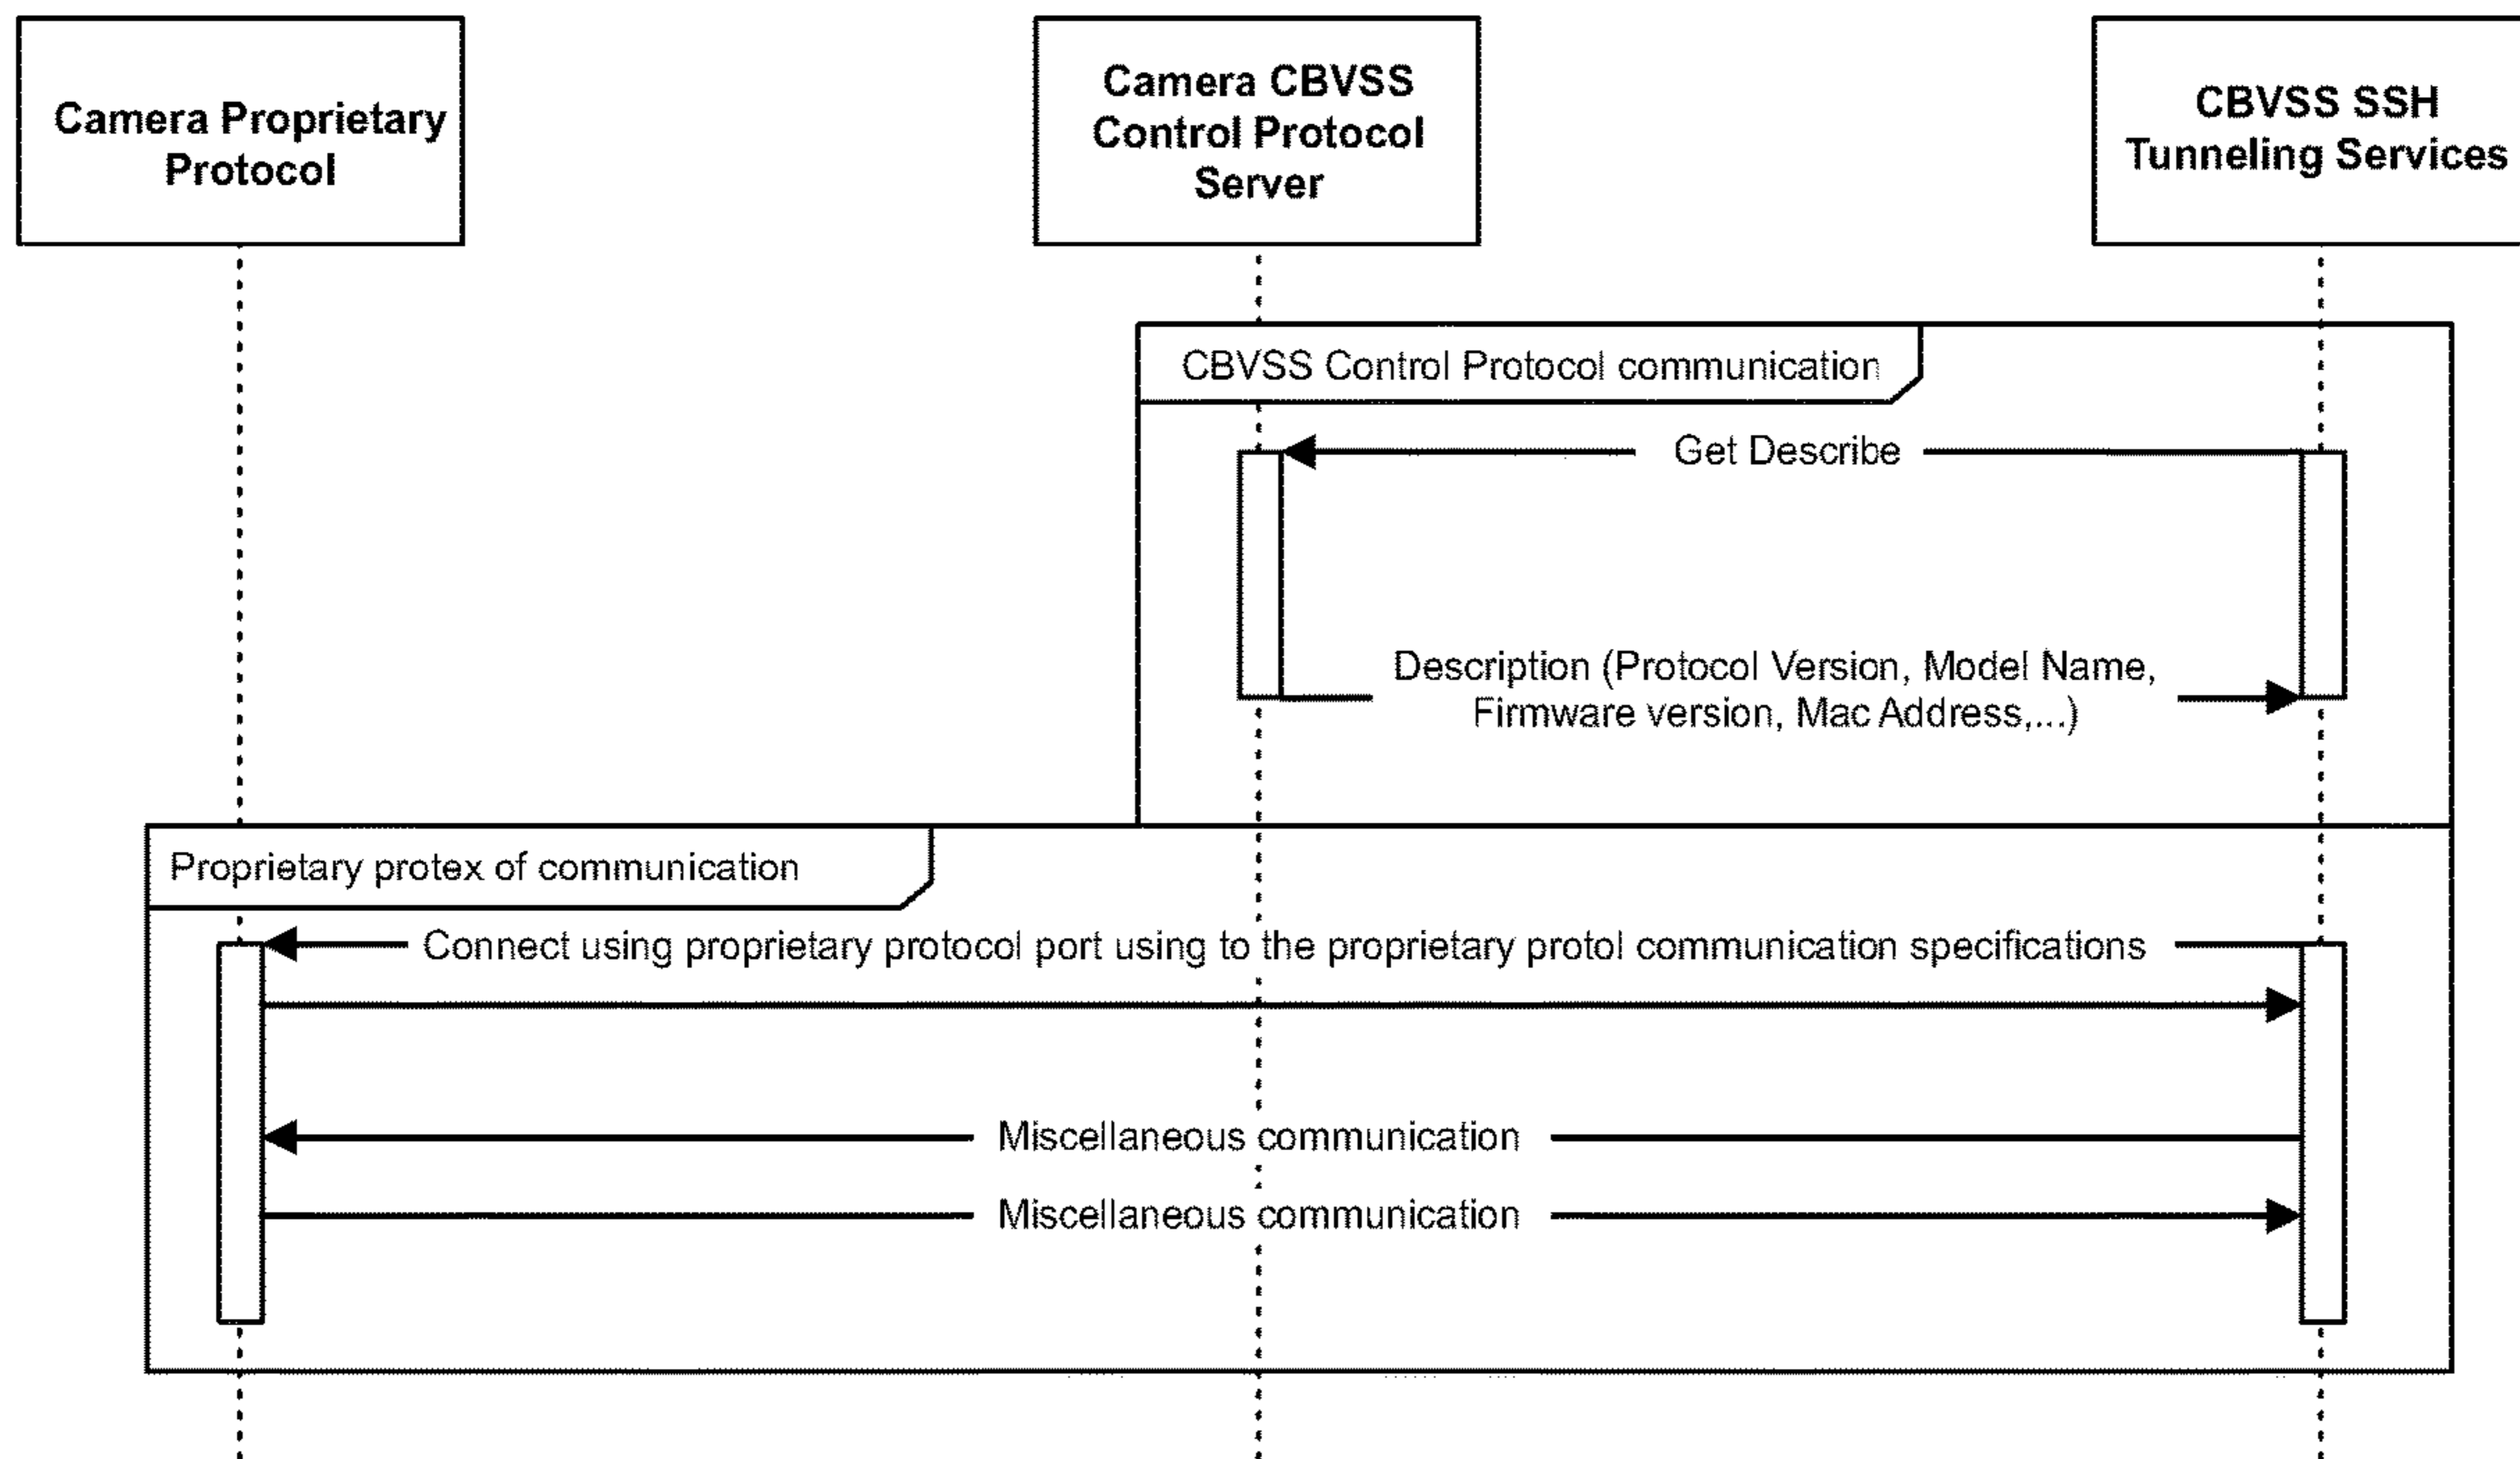 Camera Proprietary
Protocol
Camera CBVSS
Control Protocol
Server
CBVSS SSH
Tunneling Services
CBVSS Control Protocol communication
Get Describe
Description (Protocol Version, Model Name,
Firmware version, Mac Address,...)
Proprietary protex of communication
Connect using proprietary protocol port using to the proprietary protol communication specifications
Miscellaneous communication
Miscellaneous communication